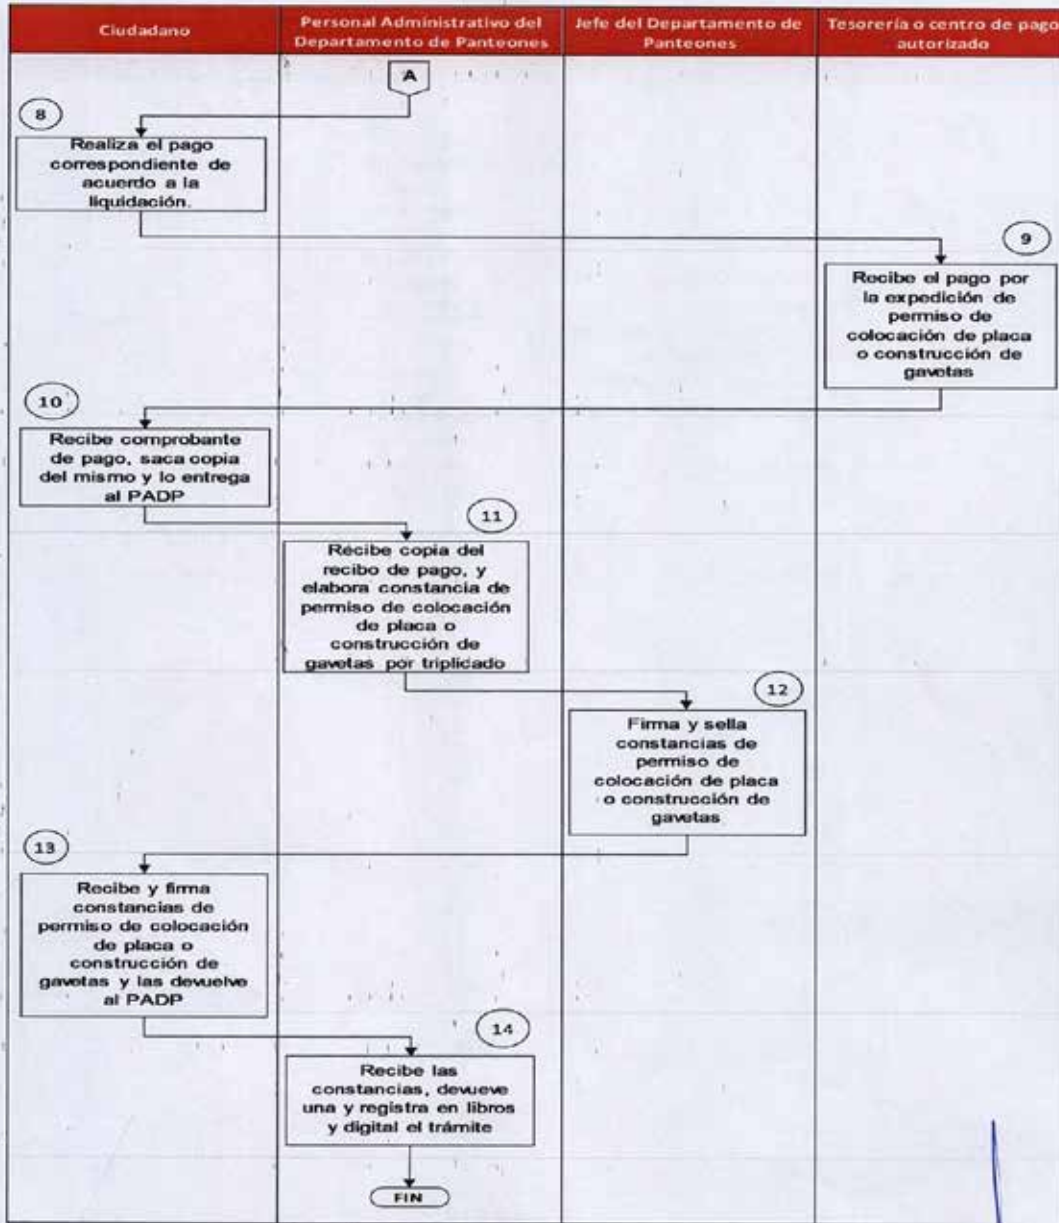 Ciudadano
Personal Administrativo del
Departamento de Panteones
Jefe del Departamento de
Panteones
Tesorería o centro de pago
autorizado
A
8
Realiza el pago
correspondiente de
acuerdo a la
liquidación.
9
Recibe el pago por
la expedición de
permiso de
colocación de placa
o construcción de
gavetas
10
Recibe comprobante
de pago, saca copia
del mismo y lo entrega
al PADP
11
Recibe copia del
recibo de pago, y
elabora constancia de
permiso de colocación
de placa o
construcción de
gavetas por triplidado
12
Firma y sella
constancias de
permiso de
colocación de placa
o construcción de
gavetas
13
Recibe y firma
constancias de
permiso de colocación
de placa o
construcción de
gavetas y las devuelve
al PADP
14
Recibe las
constancias, devueve
una y registra en libros
y digital el trámite
FIN